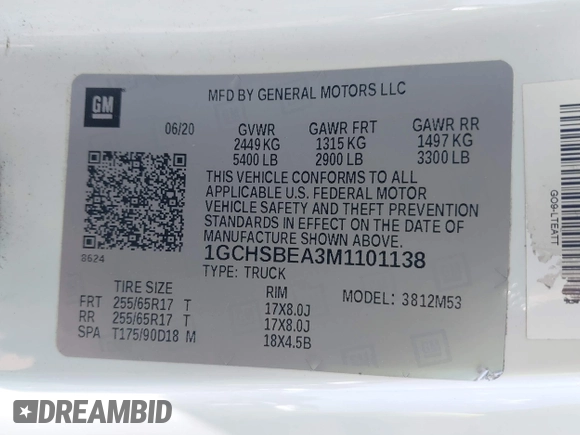 GM
MFD BY GENERAL MOTORS LLC
06/20 GVWR GAWR FRT GAWR RR
2449 KG 1315 KG 1497 KG
5400 LB 2900 LB 3300 LB
THIS VEHICLE CONFORMS TO ALL
APPLICABLE U.S. FEDERAL MOTOR
VEHICLE SAFETY AND THEFT PREVENTION
STANDARDS IN EFFECT ON THE DATE OF
MANUFACTURE SHOWN ABOVE.
8624 1GCHSBEA3M1101138
TYPE: TRUCK
TIRE SIZE RIM MODEL: 3812M53
FRT 255/65R17 T 17X8.0J
RR 255/65R17 T 17X8.0J
SPA T175/90D18 M 18X4.5B
GO9-LTEATT
DREAMBID